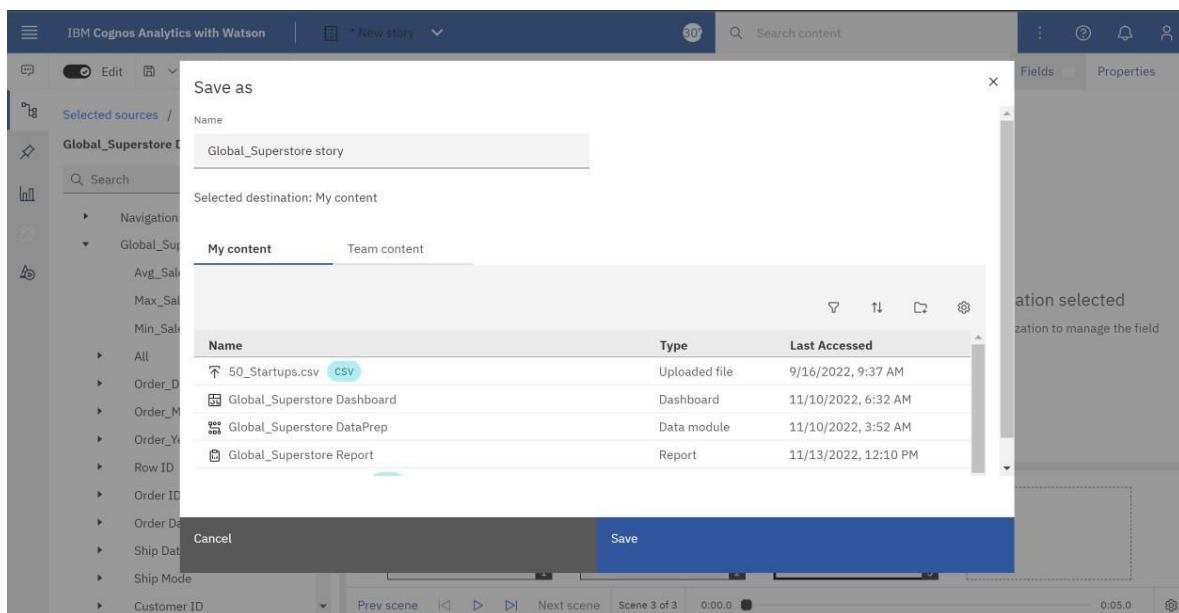 IBM Cognos Analytics with Watson
* New story
30?
Search content
Edit
Fields
Properties
Save as
Selected sources /
Name
Global_Superstore
Global_Superstore story
Search
Selected destination: My content
Navigation
My content
Team content
Global_Sup
Avg_Sal
Max_Sal
ation selected
Min_Sal
zation to manage the field
Name Type Last Accessed
All
50_Startups.csv CSV Uploaded file 9/16/2022, 9:37 AM
Order_D
Global_Superstore Dashboard Dashboard 11/10/2022, 6:32 AM
Order_M
Global_Superstore DataPrep Data module 11/10/2022, 3:52 AM
Order_Ye
Global_Superstore Report Report 11/13/2022, 12:10 PM
Row ID
Order ID
Order Da
Cancel
Save
Ship Dat
Ship Mode
Customer ID
Prev scene
Next scene
Scene 3 of 3
0:00.0
0:05.0